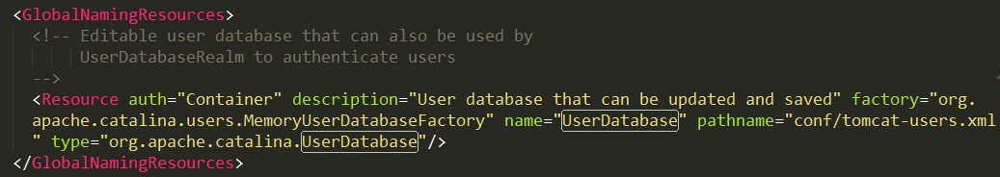 <GlobalNamingResources>
<!-- Editable user database that can also be used by
UserDatabaseRealm to authenticate users
-->
<Resource auth="Container" description="User database that can be updated and saved" factory="org.
apache.catalina.users.MemoryUserDatabaseFactory" name="UserDatabase" pathname="conf/tomcat-users.xml
" type="org.apache.catalina.UserDatabase"/>
</GlobalNamingResources>